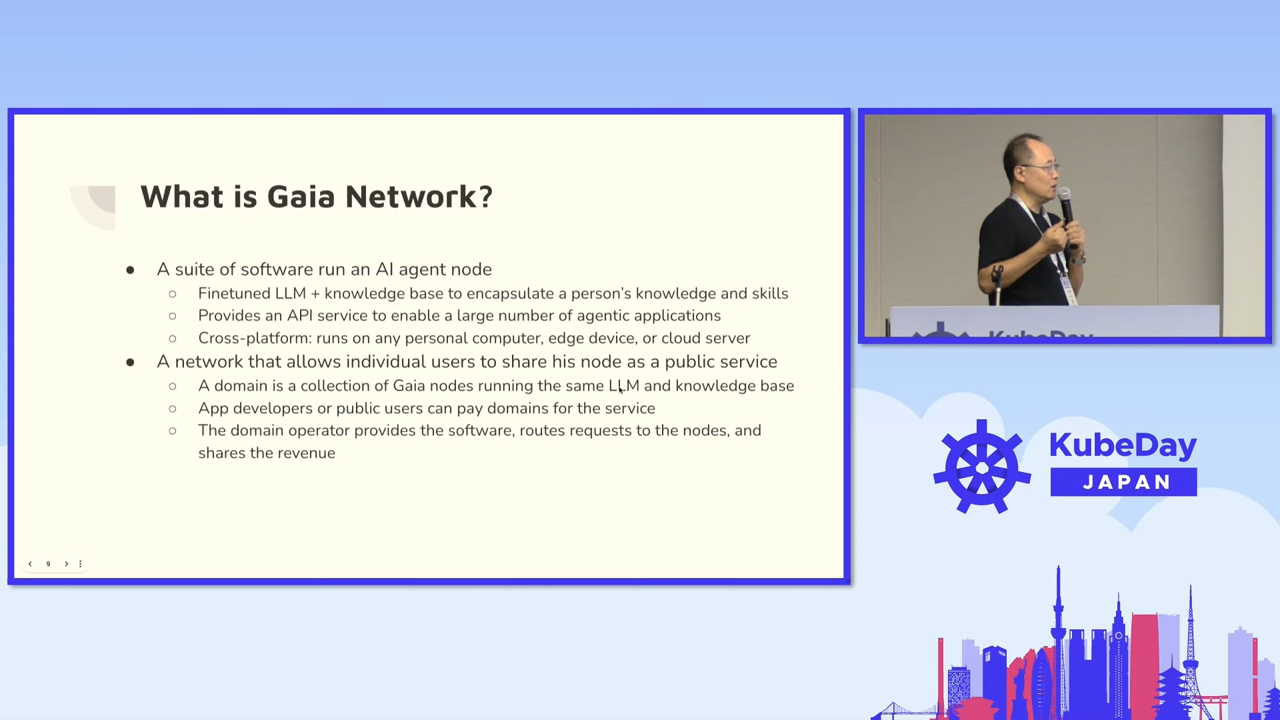 What is Gaia Network?
● A suite of software run an AI agent node
○ Finetuned LLM + knowledge base to encapsulate a person’s knowledge and skills
○ Provides an API service to enable a large number of agentic applications
○ Cross-platform: runs on any personal computer, edge device, or cloud server
● A network that allows individual users to share his node as a public service
○ A domain is a collection of Gaia nodes running the same LLM and knowledge base
○ App developers or public users can pay domains for the service
○ The domain operator provides the software, routes requests to the nodes, and
shares the revenue
9
KubeDay
KubeDay
JAPAN